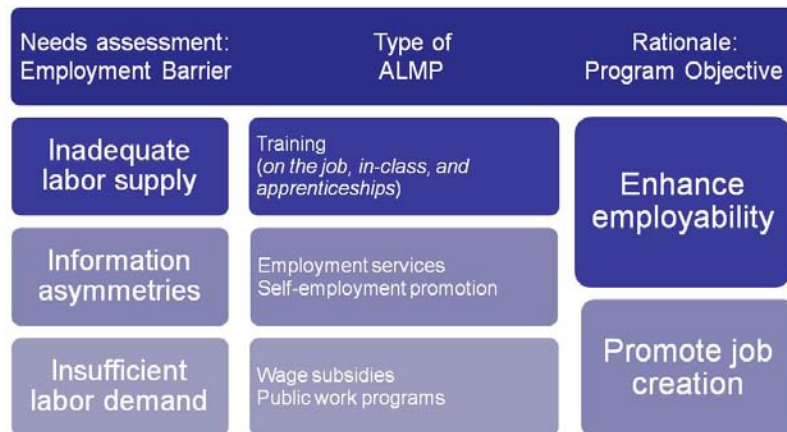 Needs assessment:
Employment Barrier
Type of
ALMP
Rationale:
Program Objective
Inadequate
labor supply
Training
(on the job, in-class, and
apprenticeships)
Enhance
employability
Information
asymmetries
Employment services
Self-employment promotion
Insufficient
labor demand
Wage subsidies
Public work programs
Promote job
creation